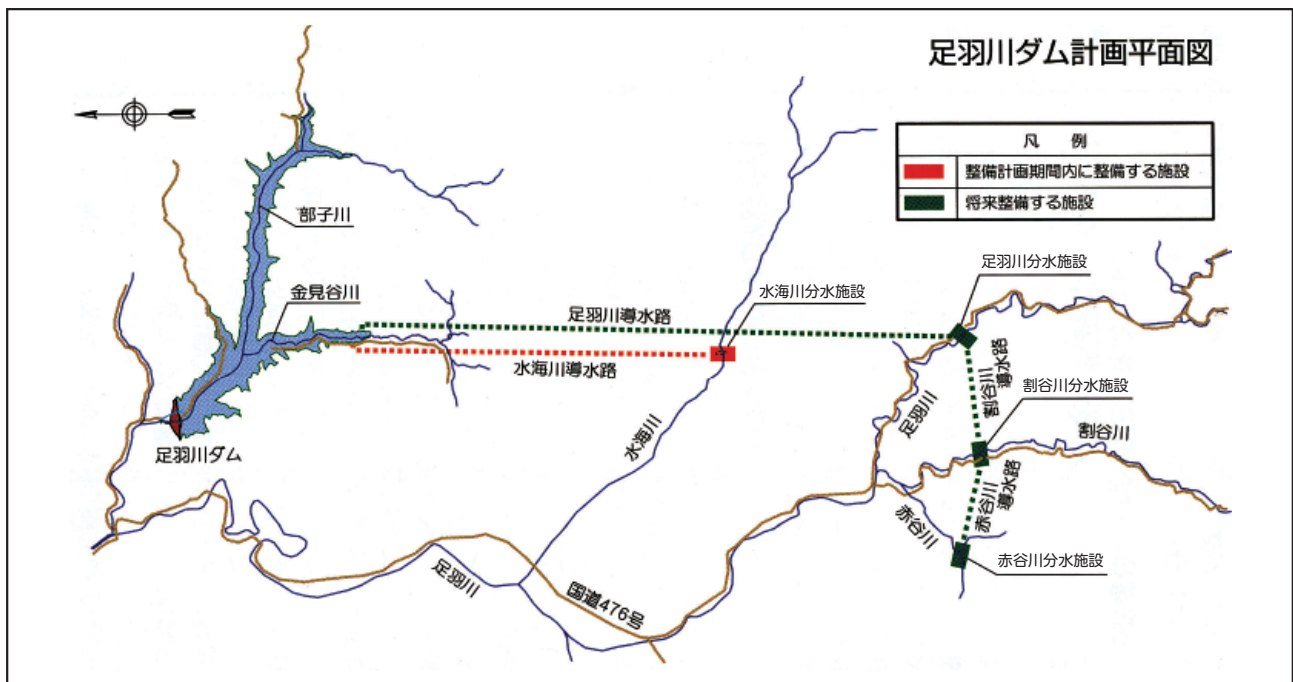 足羽川ダム計画平面図
凡 例
整備計画期間内に整備する施設
将来整備する施設
部子川
金見谷川
足羽川導水路
水海川導水路
水海川分水施設
足羽川分水施設
割谷川
導水路
割谷川分水施設
割谷川
足羽川
水海川
赤谷川
導水路
赤谷川
赤谷川分水施設
足羽川ダム
足羽川
国道476号